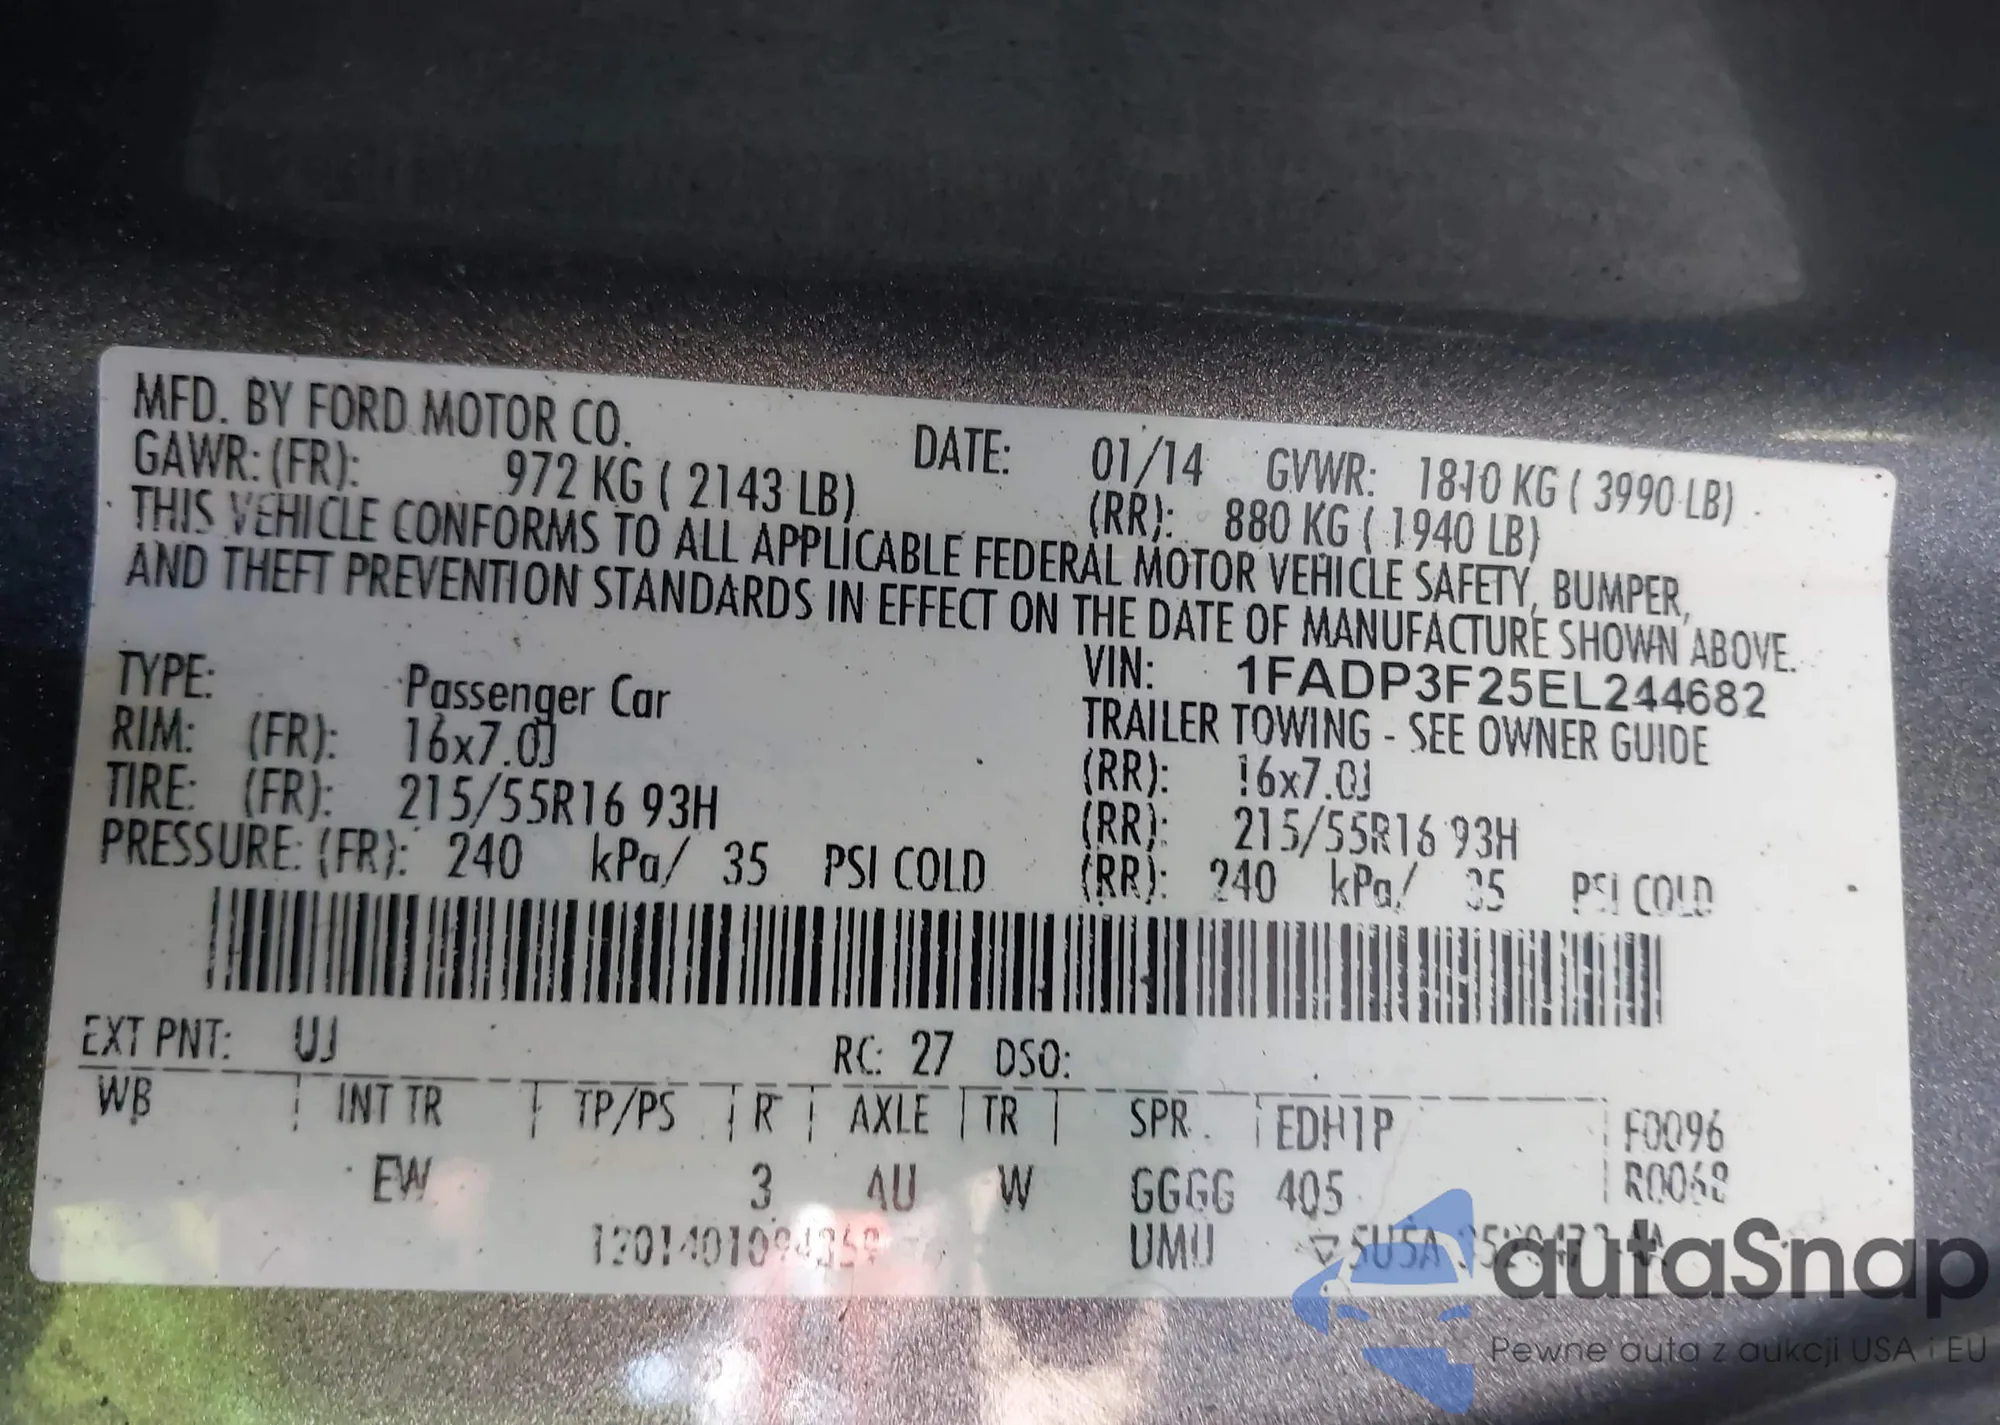 MFD. BY FORD MOTOR CO. DATE: 01/14 GVWR: 1810 KG ( 3990 LB)
GAWR: (FR): 972 KG ( 2143 LB) (RR): 880 KG ( 1940 LB)
THIS VEHICLE CONFORMS TO ALL APPLICABLE FEDERAL MOTOR VEHICLE SAFETY, BUMPER,
AND THEFT PREVENTION STANDARDS IN EFFECT ON THE DATE OF MANUFACTURE SHOWN ABOVE.
VIN: 1FADP3F25EL244682
TYPE: Passenger Car TRAILER TOWING - SEE OWNER GUIDE
RIM: (FR): 16x7.0J (RR): 16x7.0J
TIRE: (FR): 215/55R16 93H (RR): 215/55R16 93H
PRESSURE: (FR): 240 kPa/ 35 PSI COLD (RR): 240 kPa/ 35 PSI COLD
EXT PNT: UJ RC: 27 DSO:
WB INT TR TP/PS R AXLE TR SPR EDH1P F0096
EW 3 AU W GGGG 405 R0068
UMU
autaSnap
Pewne auta z aukcji USA i EU